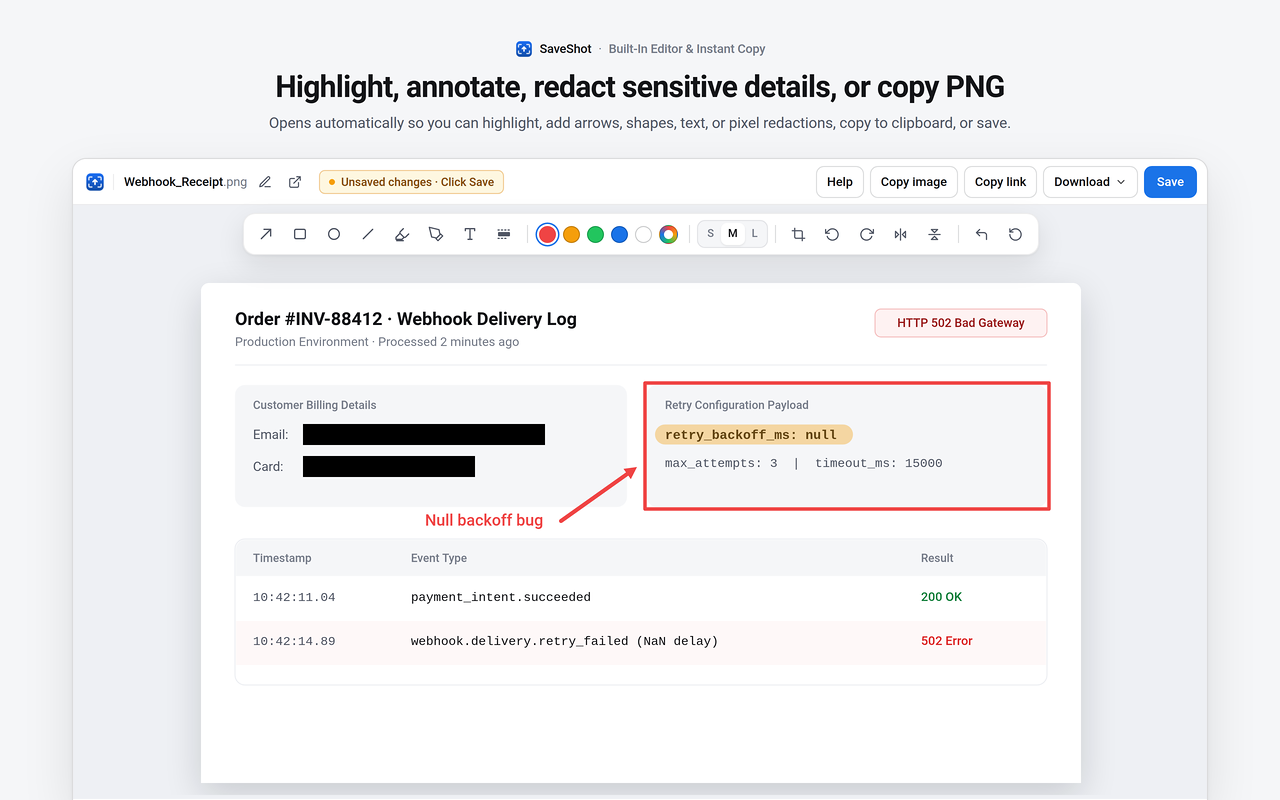 SaveShot · Built-In Editor & Instant Copy
Highlight, annotate, redact sensitive details, or copy PNG
Opens automatically so you can highlight, add arrows, shapes, text, or pixel redactions, copy to clipboard, or save.
Webhook_Receipt.png Unsaved changes · Click Save Help Copy image Copy link Download Save
T S M L
Order #INV-88412 · Webhook Delivery Log
HTTP 502 Bad Gateway
Production Environment · Processed 2 minutes ago
Customer Billing Details
Email:
Card:
Retry Configuration Payload
retry_backoff_ms: null
max_attempts: 3 | timeout_ms: 15000
Null backoff bug
Timestamp Event Type Result
10:42:11.04 payment_intent.succeeded 200 OK
10:42:14.89 webhook.delivery.retry_failed (NaN delay) 502 Error